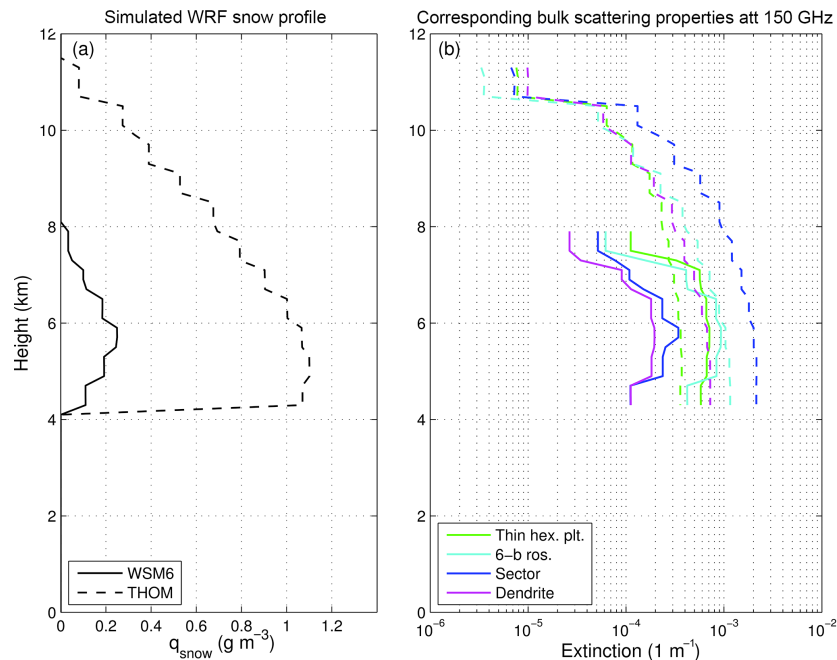 Simulated WRF snow profile
Corresponding bulk scattering properties att 150 GHz
(a)
(b)
12
10
8
6
4
2
0
Height (km)
WSM6
THOM
0 0.2 0.4 0.6 0.8 1 1.2
q_snow (g m⁻³)
12
10
8
6
4
2
0
Thin hex. plt.
6−b ros.
Sector
Dendrite
10⁻⁶ 10⁻⁵ 10⁻⁴ 10⁻³ 10⁻²
Extinction (1 m⁻¹)